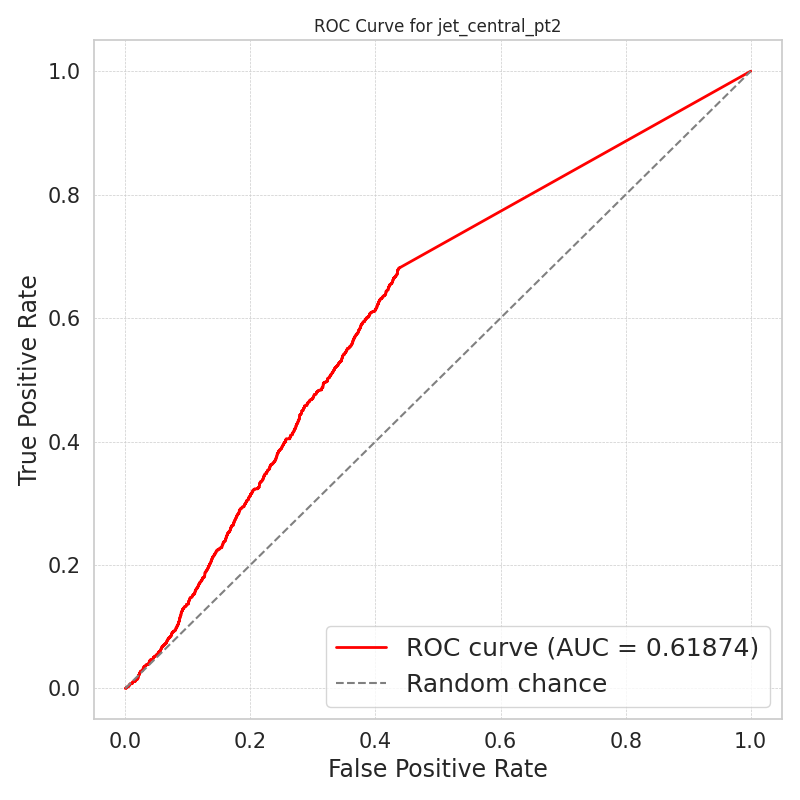 ROC Curve for jet_central_pt2
1.0
0.8
0.6
0.4
0.2
0.0
True Positive Rate
ROC curve (AUC = 0.61874)
Random chance
0.0 0.2 0.4 0.6 0.8 1.0
False Positive Rate